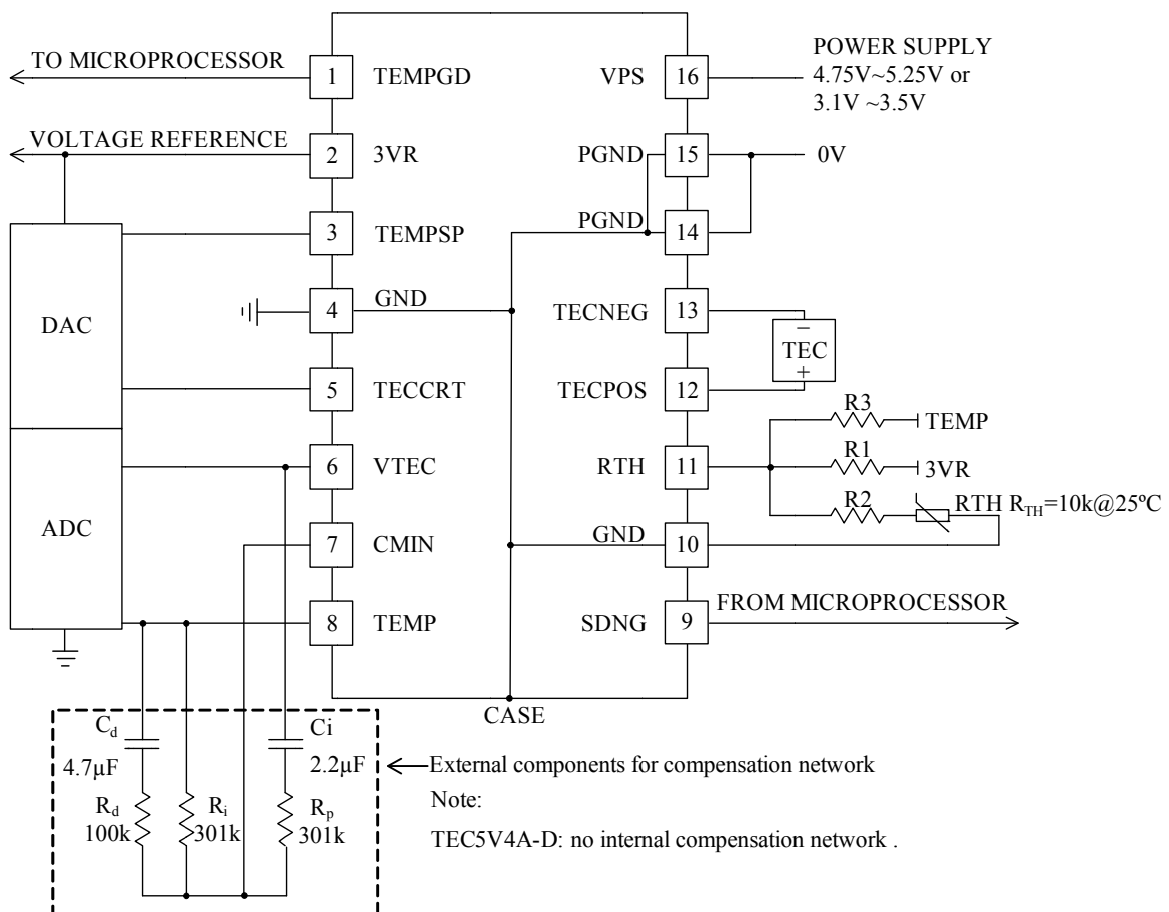 TO MICROPROCESSOR
1
TEMPGD
VPS
16
POWER SUPPLY
4.75V~5.25V or
3.1V ~3.5V
VOLTAGE REFERENCE
2
3VR
PGND
15
0V
3
TEMPSP
PGND
14
DAC
4
GND
TECNEG
13
−
TEC
+
5
TECCRT
TECPOS
12
R3
TEMP
6
VTEC
RTH
11
R1
3VR
R2
RTH R_TH=10k@25ºC
ADC
7
CMIN
GND
10
8
TEMP
SDNG
9
FROM MICROPROCESSOR
CASE
C_d
4.7µF
Ci
2.2µF
R_d
100k
R_i
301k
R_p
301k
External components for compensation network
Note:
TEC5V4A-D: no internal compensation network .